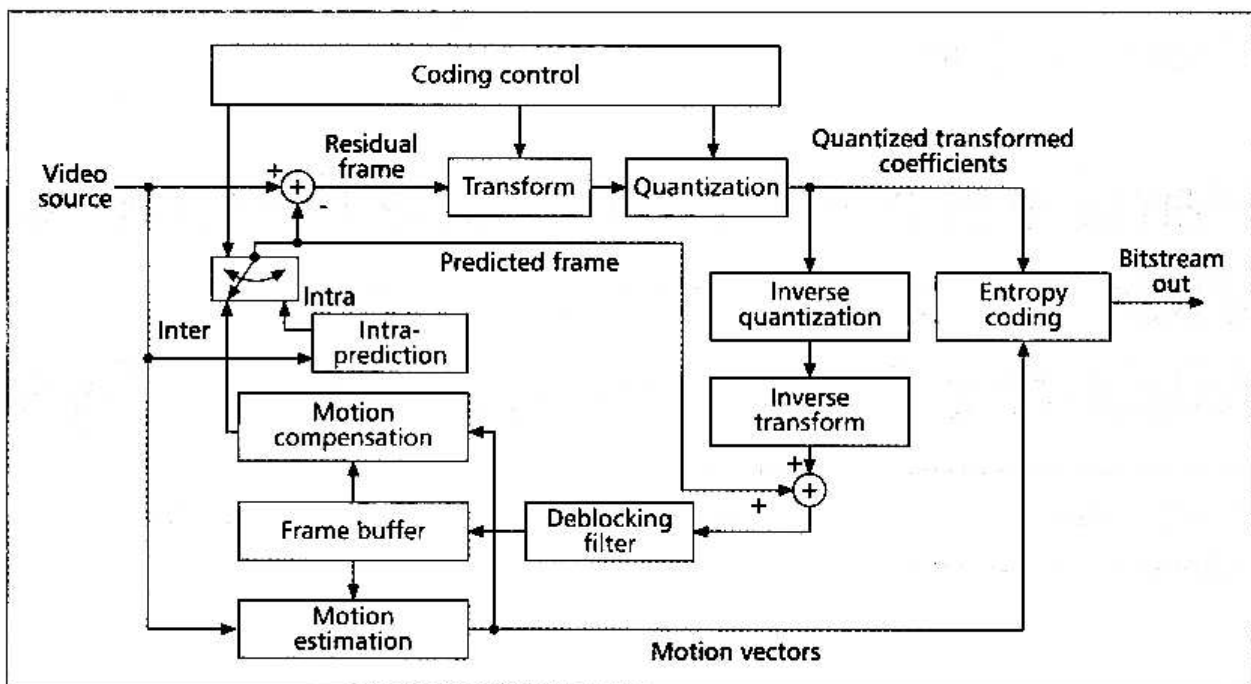 Coding control
Residual
frame
Quantized transformed
coefficients
Video
source
+
+
-
Transform
Quantization
Predicted frame
Bitstream
out
Intra
Inter
Intra-
prediction
Inverse
quantization
Entropy
coding
Motion
compensation
Inverse
transform
+
+
+
Frame buffer
Deblocking
filter
Motion
estimation
Motion vectors